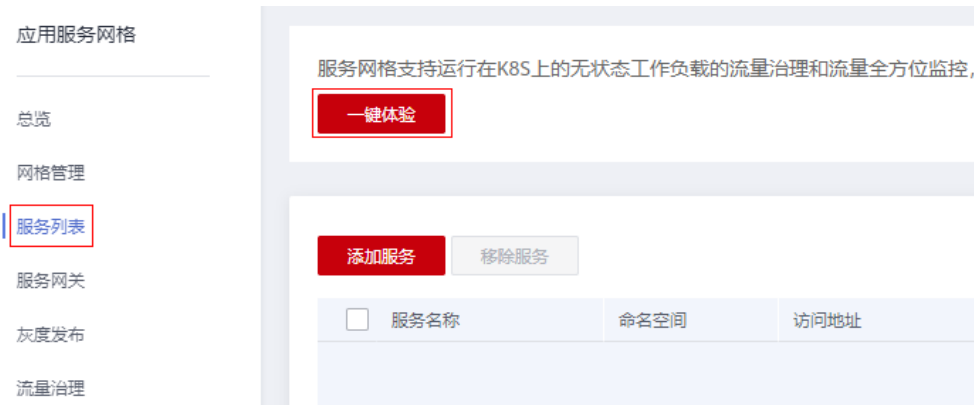 应用服务网格
总览
网格管理
服务列表
服务网关
灰度发布
流量治理
服务网格支持运行在K8S上的无状态工作负载的流量治理和流量全方位监控,
一键体验
添加服务 移除服务
服务名称 命名空间 访问地址